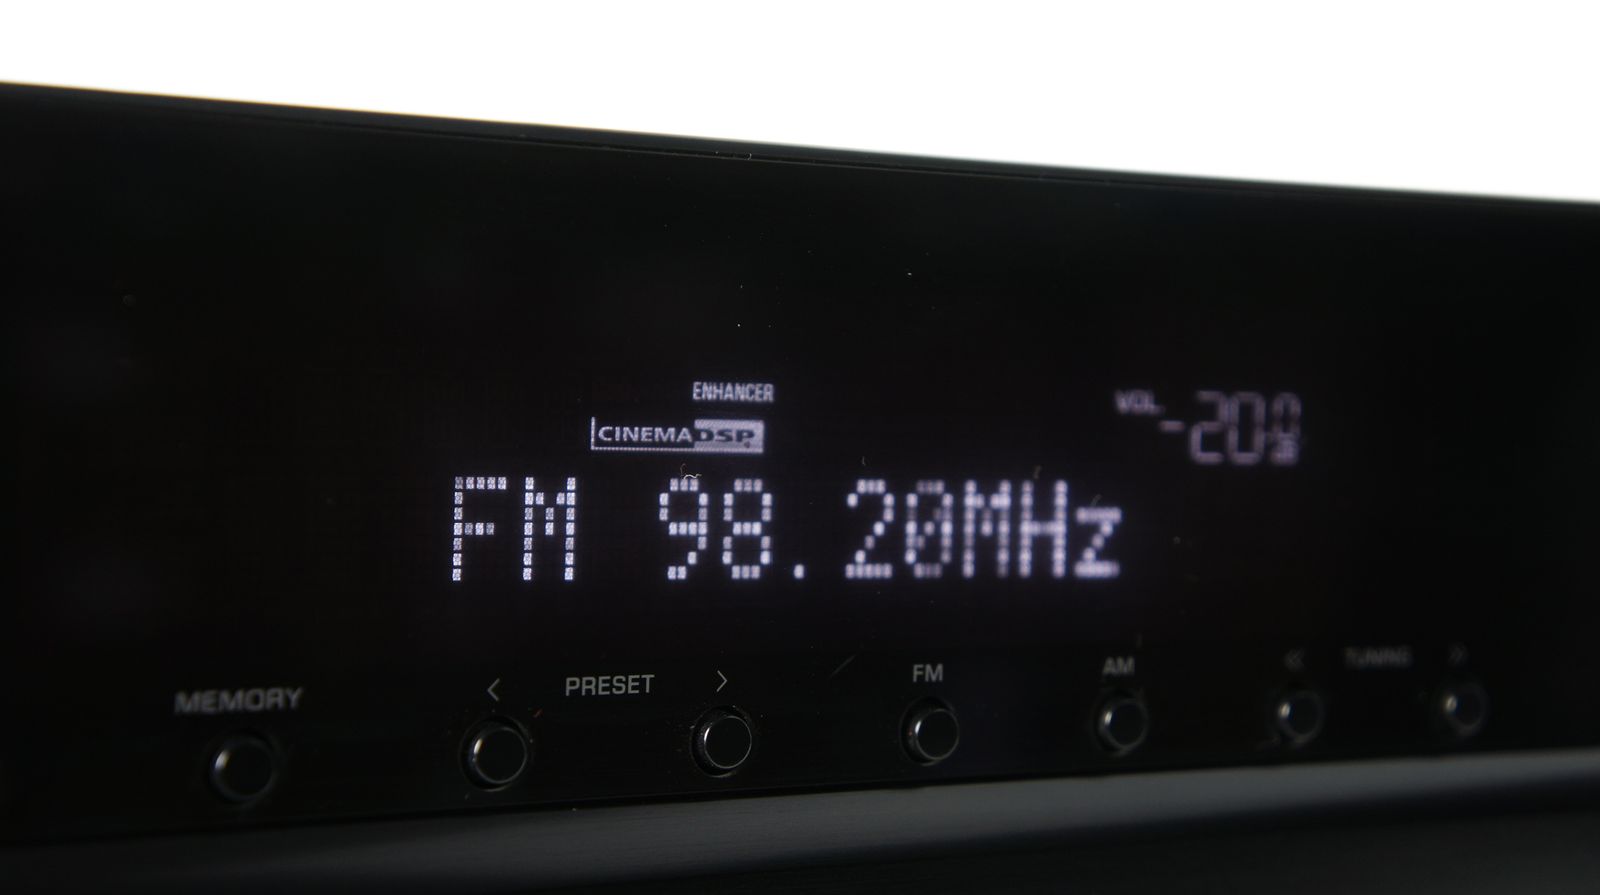 ENHANCER
CINEMA DSP
VOL -20.0
FM 98.20MHz
MEMORY
< PRESET >
FM
AM
« TUNING »